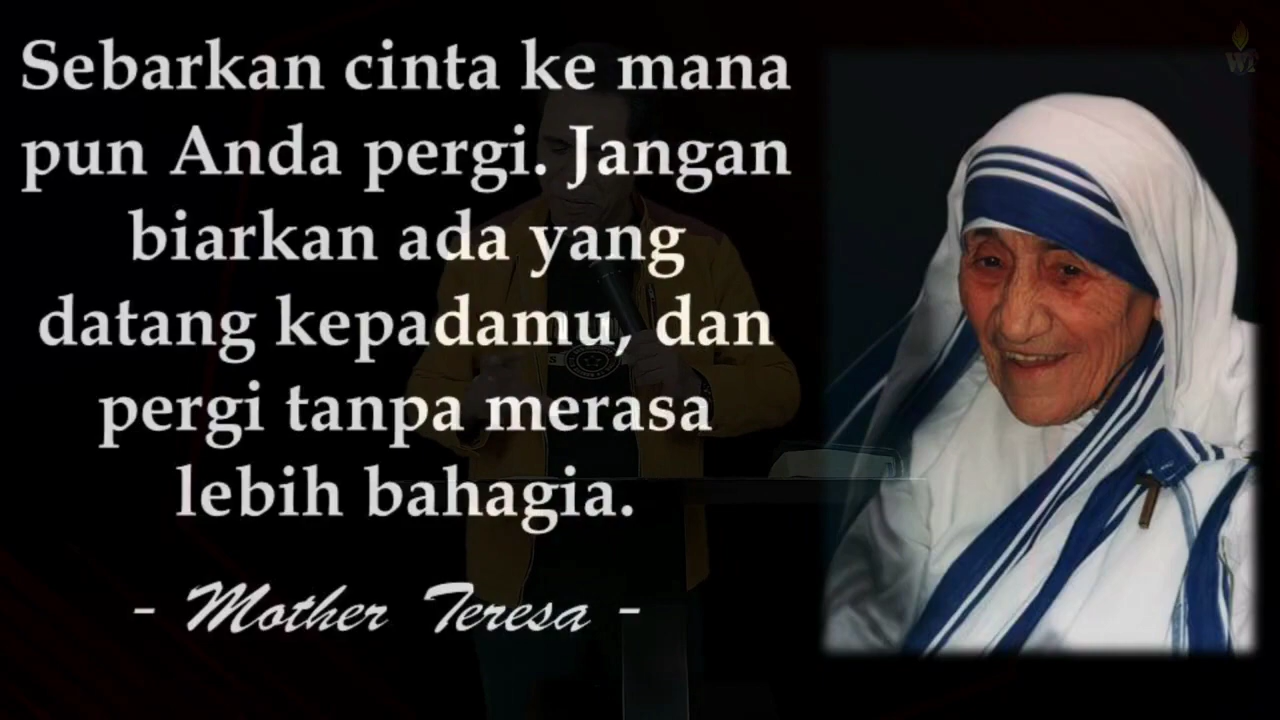 Sebarkan cinta ke mana
pun Anda pergi. Jangan
biarkan ada yang
datang kepadamu, dan
pergi tanpa merasa
lebih bahagia.
- Mother Teresa -